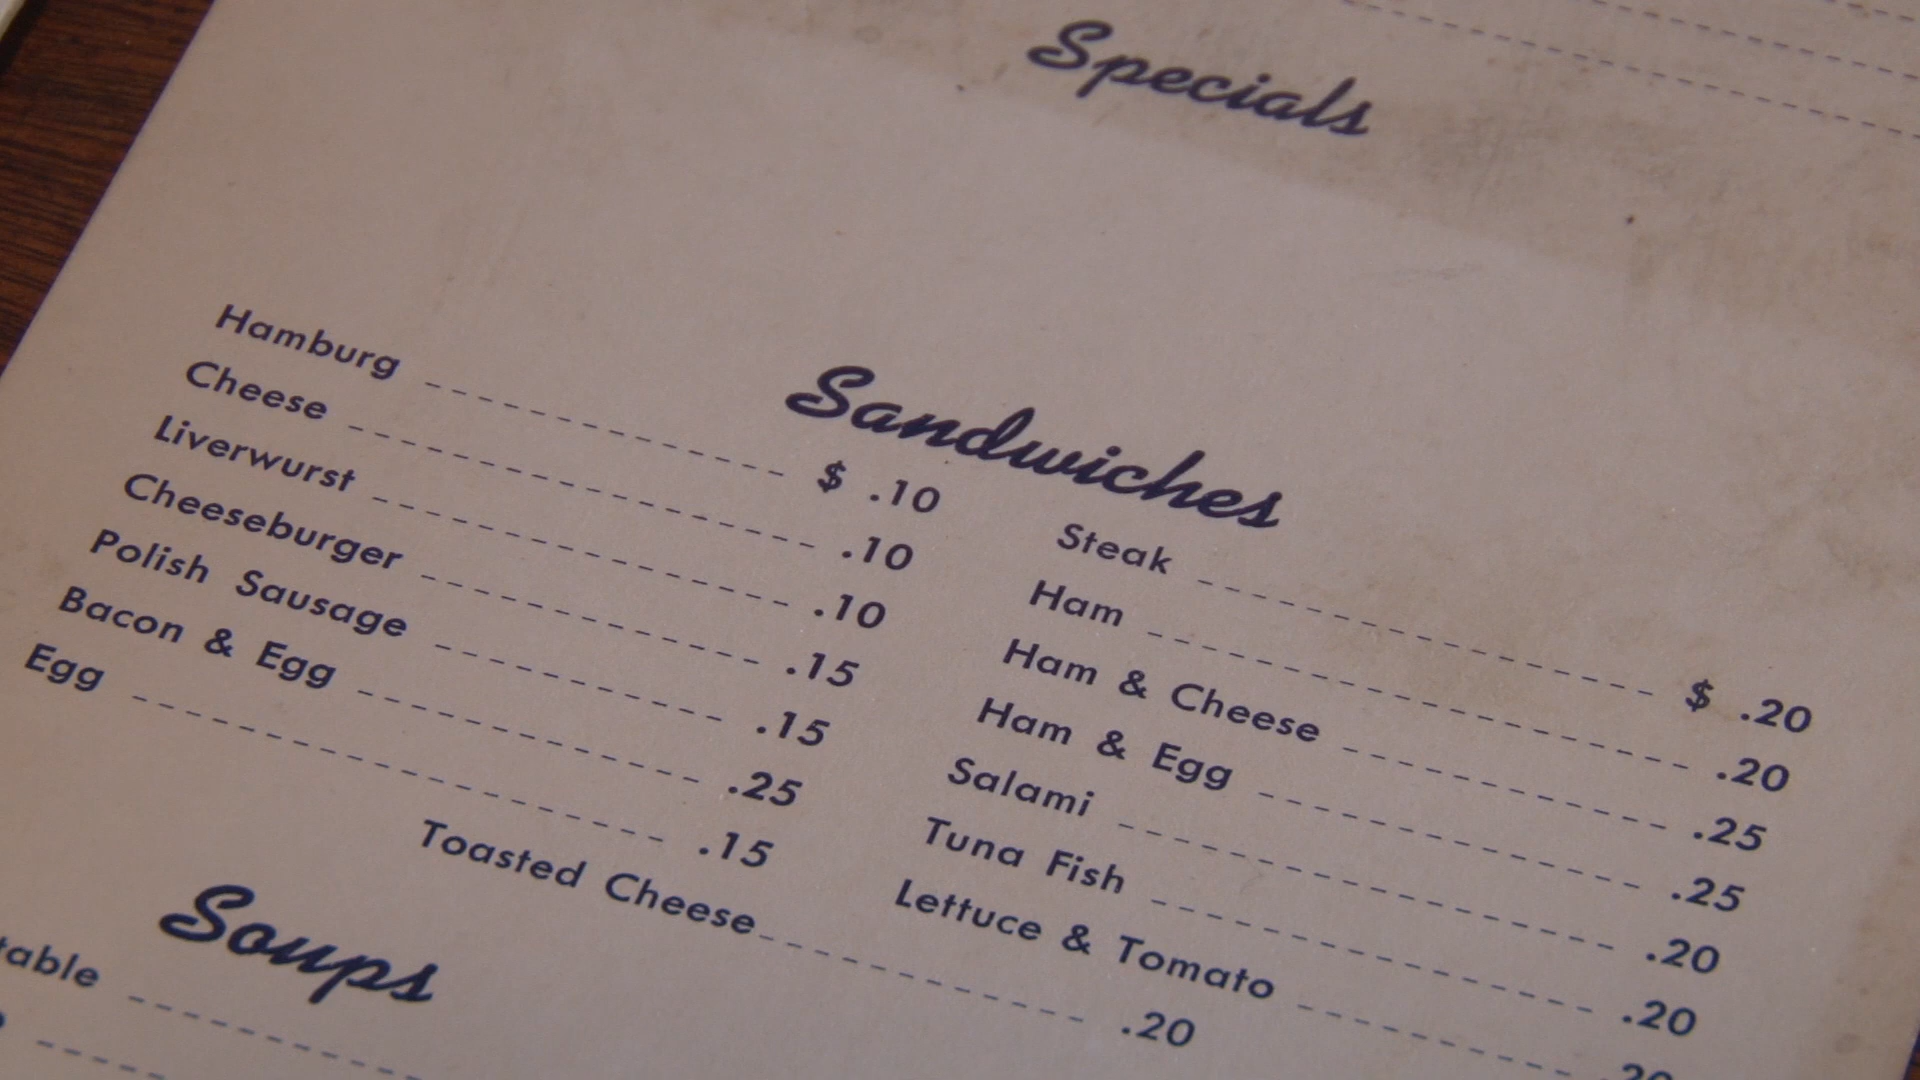 Specials
Sandwiches
Hamburg $ .10
Cheese .10
Liverwurst .10
Cheeseburger .15
Polish Sausage .15
Bacon & Egg .25
Egg .15
Steak $ .20
Ham .20
Ham & Cheese .25
Ham & Egg .25
Salami .20
Tuna Fish .20
Lettuce & Tomato .20
Toasted Cheese .20
Soups
table